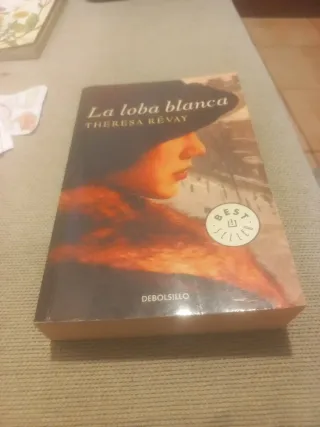 La loba blanca
THERESA RÉVAY
BEST
SELLER
DEBOLSILLO